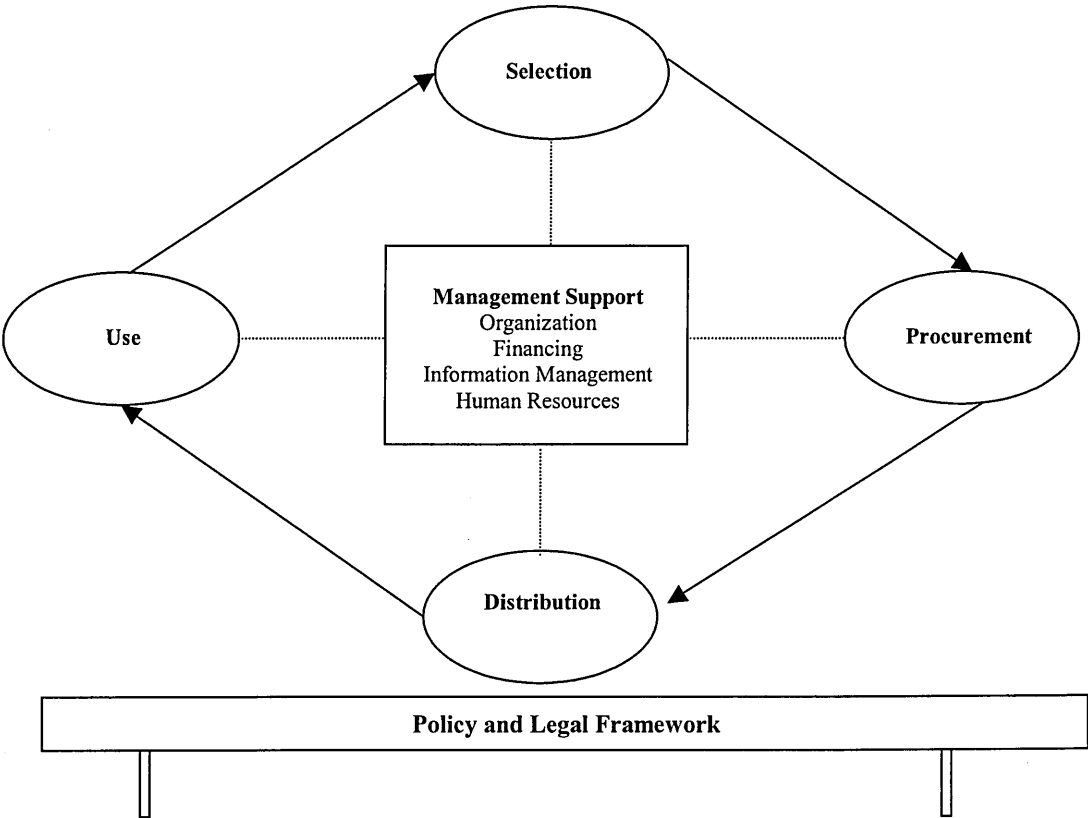 Selection
Use
Management Support
Organization
Financing
Information Management
Human Resources
Procurement
Distribution
Policy and Legal Framework